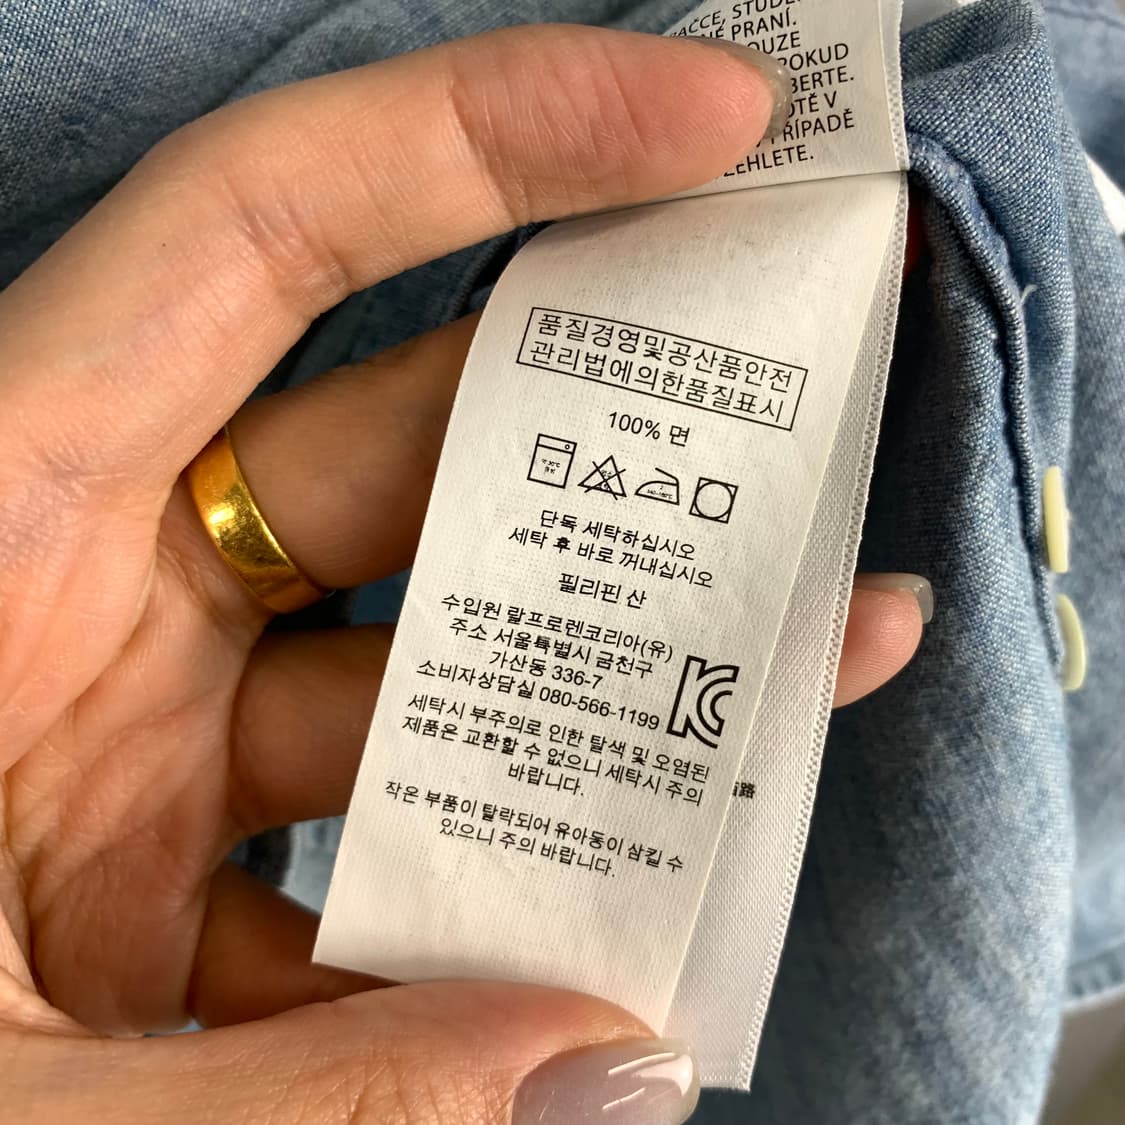 STUDE
PRANÍ.
POKUD
V
ZEHLETE.
품질경영및공산품안전
관리법에의한품질표시
100% 면
단독 세탁하십시오
세탁 후 바로 꺼내십시오
필리핀 산
수입원 랄프로렌코리아(유)
주소 서울특별시 금천구
가산동 336-7
소비자상담실 080-566-1199
세탁시 부주의로 인한 탈색 및 오염된
제품은 교환할 수 없으니 세탁시 주의
바랍니다.
작은 부품이 탈락되어 유아동이 삼킬 수
있으니 주의 바랍니다.